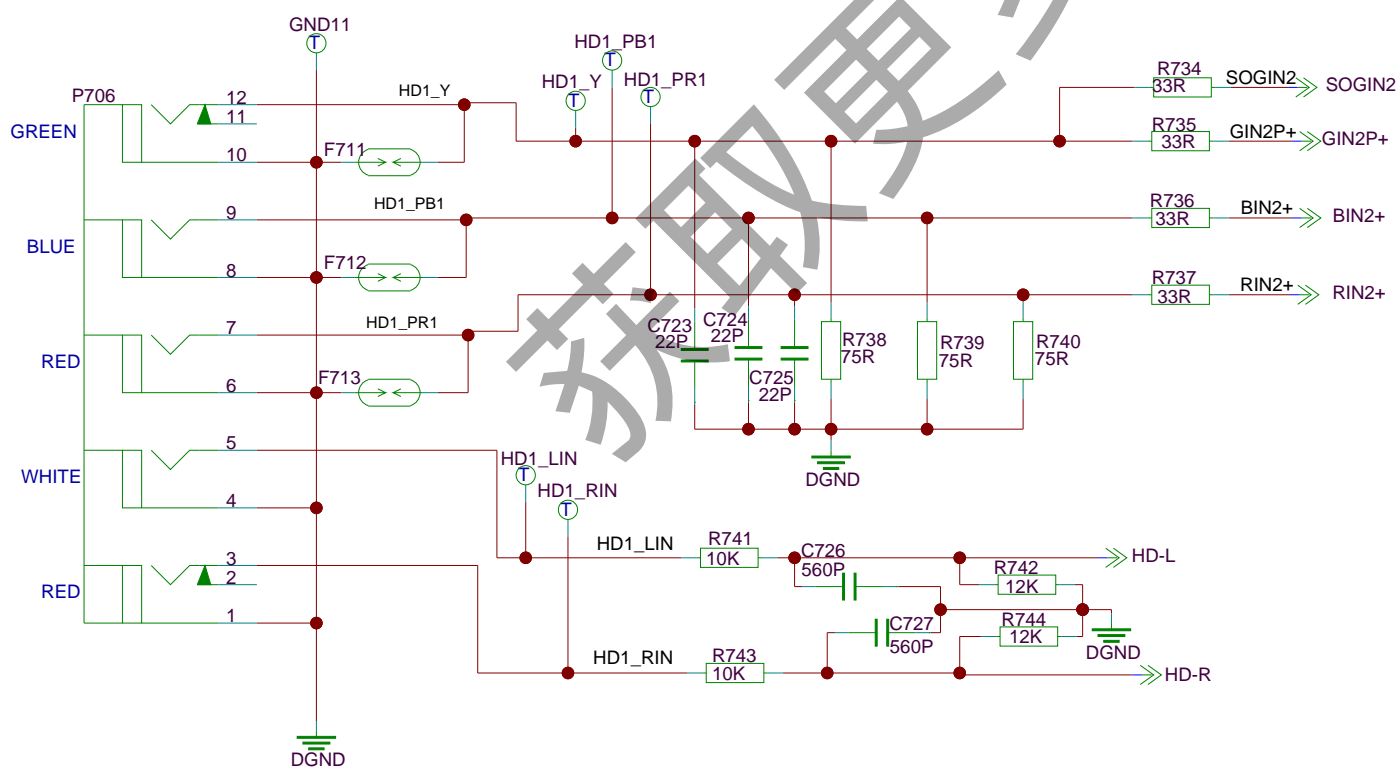 GND11
T
HD1_PB1
T
HD1_Y
T
HD1_PR1
T
P706
GREEN
12
11
10
HD1_Y
F711
R734
33R
SOGIN2
SOGIN2
R735
33R
GIN2P+
GIN2P+
BLUE
9
8
HD1_PB1
F712
R736
33R
BIN2+
BIN2+
RED
7
6
HD1_PR1
F713
R737
33R
RIN2+
RIN2+
C723
22P
C724
22P
C725
22P
R738
75R
R739
75R
R740
75R
DGND
WHITE
5
4
HD1_LIN
T
HD1_RIN
T
RED
3
2
1
HD1_LIN
R741
10K
C726
560P
HD-L
R742
12K
C727
560P
R744
12K
DGND
HD1_RIN
R743
10K
HD-R
DGND
获取更